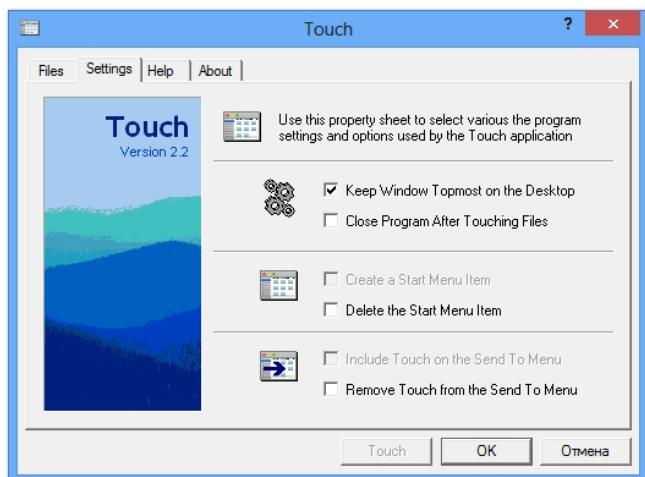 Touch
?
×
Files
Settings
Help
About
Touch
Version 2.2
Use this property sheet to select various the program
settings and options used by the Touch application
Keep Window Topmost on the Desktop
Close Program After Touching Files
Create a Start Menu Item
Delete the Start Menu Item
Include Touch on the Send To Menu
Remove Touch from the Send To Menu
Touch
OK
Отмена